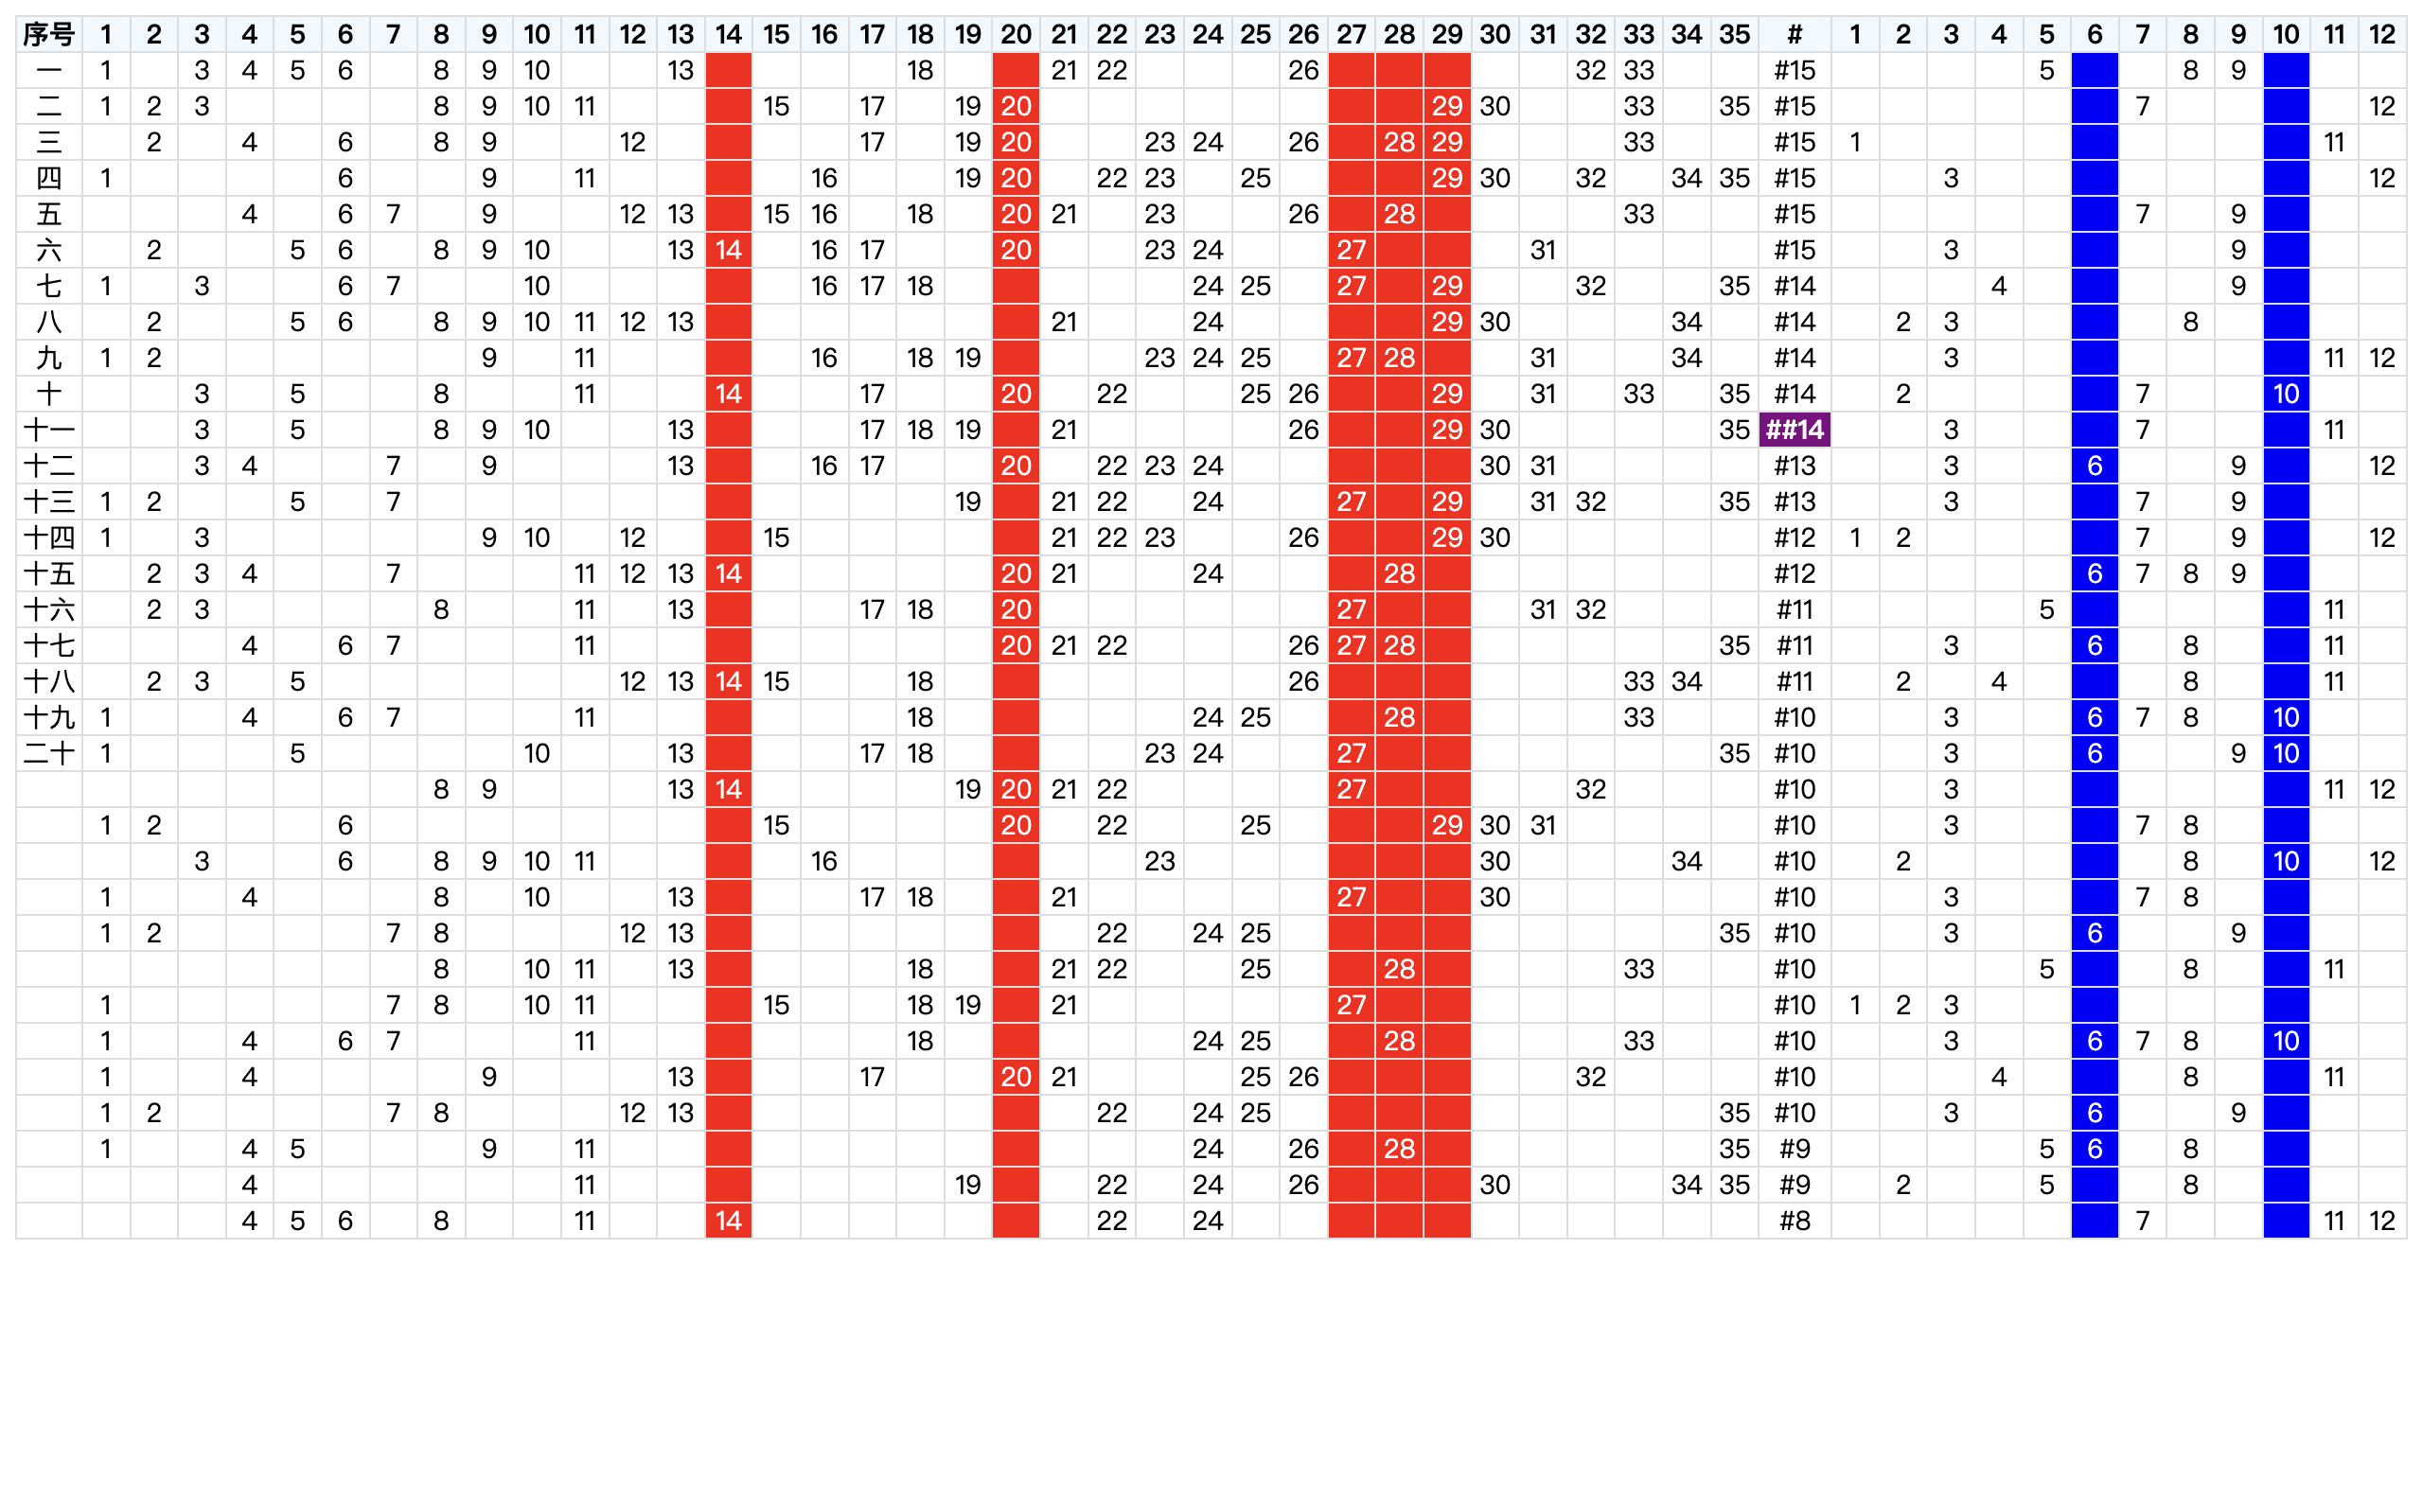 序号 1 2 3 4 5 6 7 8 9 10 11 12 13 14 15 16 17 18 19 20 21 22 23 24 25 26 27 28 29 30 31 32 33 34 35 # 1 2 3 4 5 6 7 8 9 10 11 12
一 1 3 4 5 6 8 9 10 13 18 21 22 26 32 33 #15 5 8 9
二 1 2 3 8 9 10 11 15 17 19 20 29 30 33 35 #15 7 12
三 2 4 6 8 9 12 17 19 20 23 24 26 28 29 33 #15 1 11
四 1 6 9 11 16 19 20 22 23 25 29 30 32 34 35 #15 3 12
五 4 6 7 9 12 13 15 16 18 20 21 23 26 28 33 #15 7 9
六 2 5 6 8 9 10 13 14 16 17 20 23 24 27 31 #15 3 9
七 1 3 6 7 10 16 17 18 24 25 27 29 32 35 #14 4 9
八 2 5 6 8 9 10 11 12 13 21 24 29 30 34 #14 2 3 8
九 1 2 9 11 16 18 19 23 24 25 27 28 31 34 #14 3 11 12
十 3 5 8 11 14 17 20 22 25 26 29 31 33 35 #14 2 7 10
十一 3 5 8 9 10 13 17 18 19 21 26 29 30 35 ##14 3 7 11
十二 3 4 7 9 13 16 17 20 22 23 24 30 31 #13 3 6 9 12
十三 1 2 5 7 19 21 22 24 27 29 31 32 35 #13 3 7 9
十四 1 3 9 10 12 15 21 22 23 26 29 30 #12 1 2 7 9 12
十五 2 3 4 7 11 12 13 14 20 21 24 28 #12 6 7 8 9
十六 2 3 8 11 13 17 18 20 27 31 32 #11 5 11
十七 4 6 7 11 20 21 22 26 27 28 35 #11 3 6 8 11
十八 2 3 5 12 13 14 15 18 26 33 34 #11 2 4 8 11
十九 1 4 6 7 11 18 24 25 28 33 #10 3 6 7 8 10
二十 1 5 10 13 17 18 23 24 27 35 #10 3 6 9 10
8 9 13 14 19 20 21 22 27 32 #10 3 11 12
1 2 6 15 20 22 25 29 30 31 #10 3 7 8
3 6 8 9 10 11 16 23 30 34 #10 2 8 10 12
1 4 8 10 13 17 18 21 27 30 #10 3 7 8
1 2 7 8 12 13 22 24 25 35 #10 3 6 9
8 10 11 13 18 21 22 25 28 33 #10 5 8 11
1 7 8 10 11 15 18 19 21 27 #10 1 2 3
1 4 6 7 11 18 24 25 28 33 #10 3 6 7 8 10
1 4 9 13 17 20 21 25 26 32 #10 4 8 11
1 2 7 8 12 13 22 24 25 35 #10 3 6 9
1 4 5 9 11 24 26 28 35 #9 5 6 8
4 11 19 22 24 26 30 34 35 #9 2 5 8
4 5 6 8 11 14 22 24 #8 7 11 12